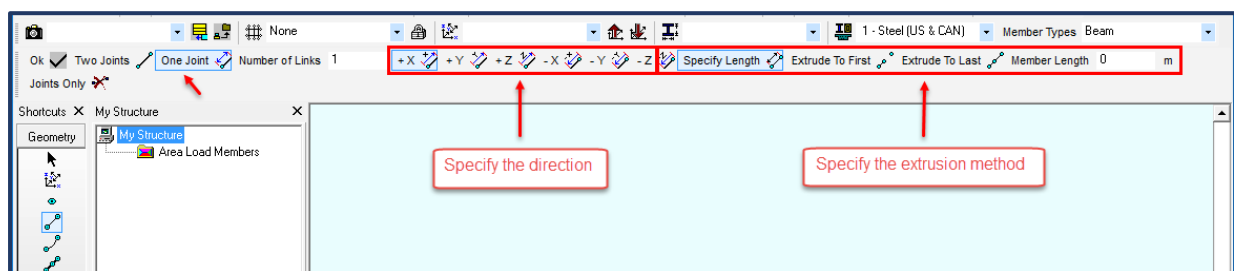 None 1 - Steel (US & CAN) Member Types Beam
Ok Two Joints One Joint Number of Links 1 +X +Y +Z -X -Y -Z Specify Length Extrude To First Extrude To Last Member Length 0 m
Joints Only
Shortcuts X My Structure X
Geometry My Structure
Area Load Members
Specify the direction
Specify the extrusion method